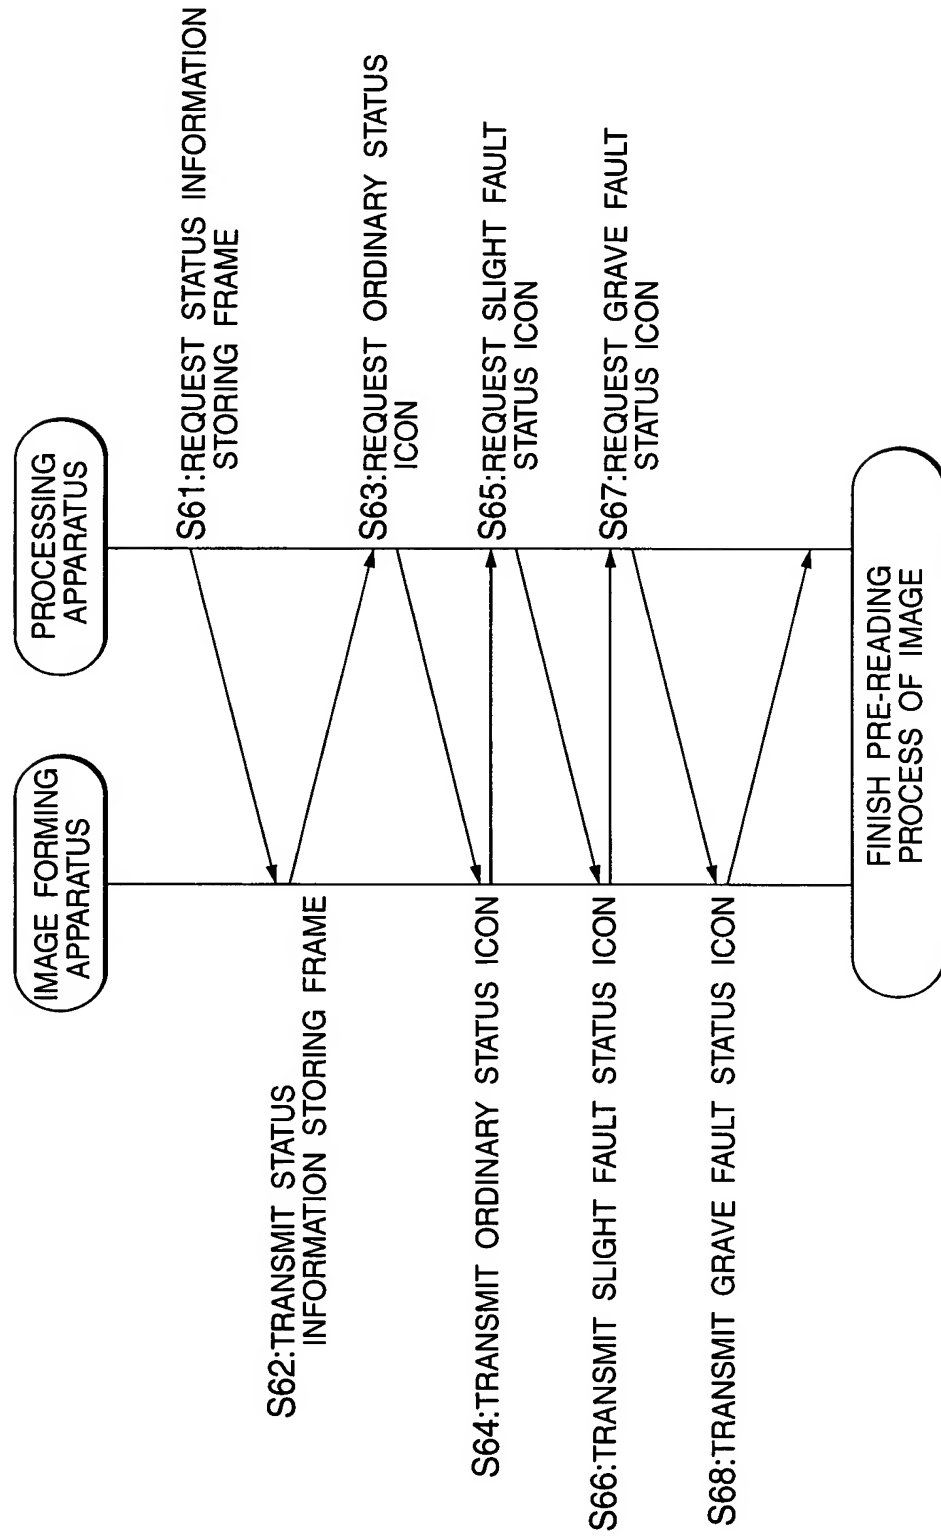 IMAGE FORMING
APPARATUS
PROCESSING
APPARATUS
S61:REQUEST STATUS INFORMATION
STORING FRAME
S62:TRANSMIT STATUS
INFORMATION STORING FRAME
S63:REQUEST ORDINARY STATUS
ICON
S64:TRANSMIT ORDINARY STATUS ICON
S65:REQUEST SLIGHT FAULT
STATUS ICON
S66:TRANSMIT SLIGHT FAULT STATUS ICON
S67:REQUEST GRAVE FAULT
STATUS ICON
S68:TRANSMIT GRAVE FAULT STATUS ICON
FINISH PRE-READING
PROCESS OF IMAGE